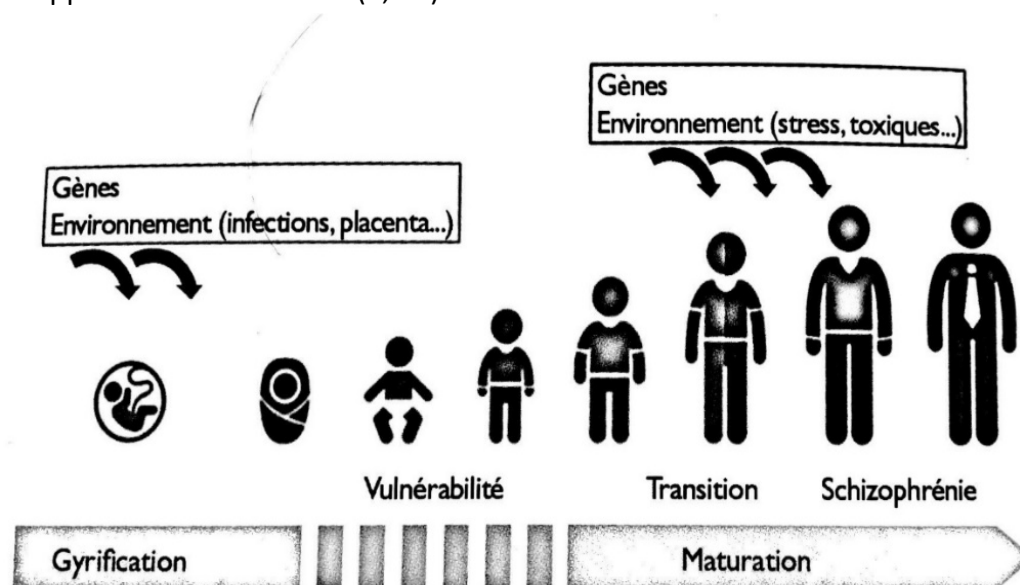 Gènes
Environnement (stress, toxiques...)
Gènes
Environnement (infections, placenta...)
Vulnérabilité
Transition
Schizophrénie
Gyrification
Maturation